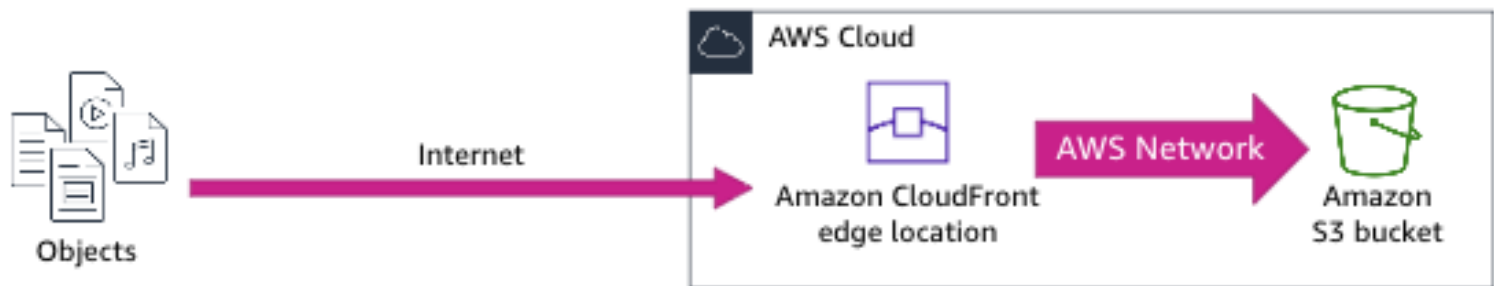 AWS Cloud
Internet
AWS Network
Objects
Amazon CloudFront
edge location
Amazon
S3 bucket